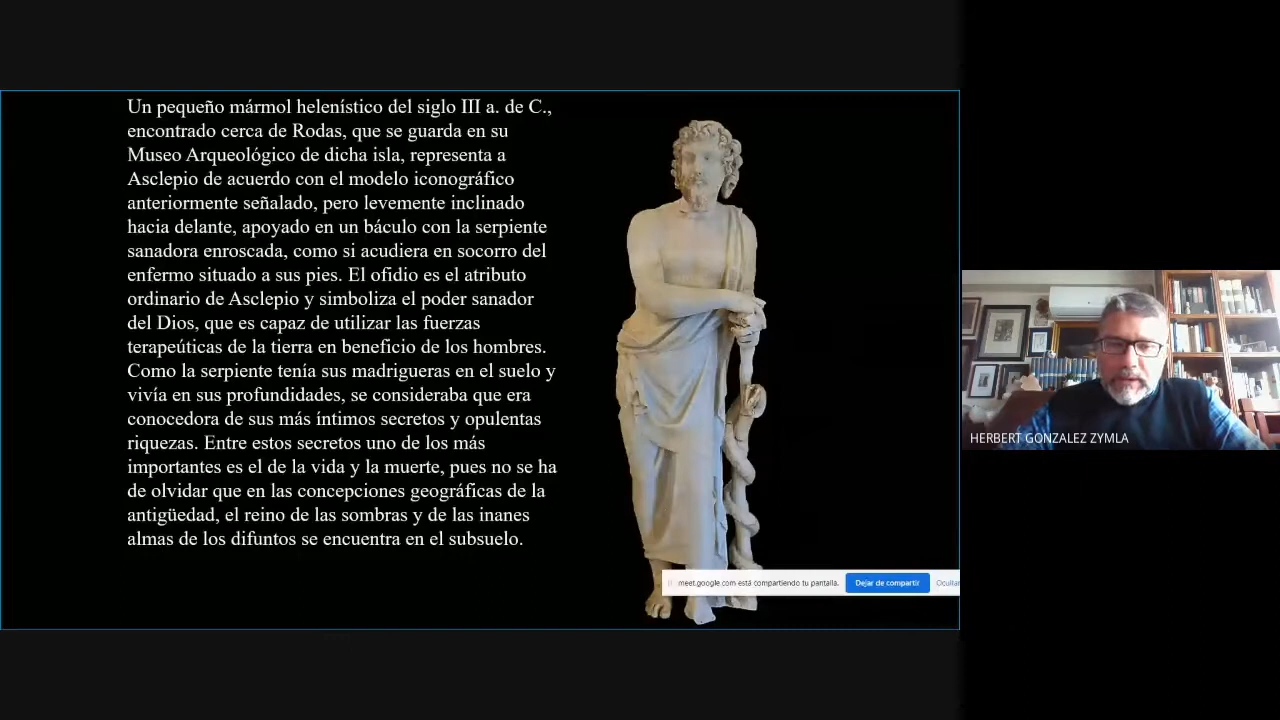 Un pequeño mármol helenístico del siglo III a. de C.,
encontrado cerca de Rodas, que se guarda en su
Museo Arqueológico de dicha isla, representa a
Asclepio de acuerdo con el modelo iconográfico
anteriormente señalado, pero levemente inclinado
hacia delante, apoyado en un báculo con la serpiente
sanadora enroscada, como si acudiera en socorro del
enfermo situado a sus pies. El ofidio es el atributo
ordinario de Asclepio y simboliza el poder sanador
del Dios, que es capaz de utilizar las fuerzas
terapeúticas de la tierra en beneficio de los hombres.
Como la serpiente tenía sus madrigueras en el suelo y
vivía en sus profundidades, se consideraba que era
conocedora de sus más íntimos secretos y opulentas
riquezas. Entre estos secretos uno de los más
importantes es el de la vida y la muerte, pues no se ha
de olvidar que en las concepciones geográficas de la
antigüedad, el reino de las sombras y de las inanes
almas de los difuntos se encuentra en el subsuelo.
meet.google.com está compartiendo tu pantalla.
Dejar de compartir
Ocultar
HERBERT GONZALEZ ZYMLA